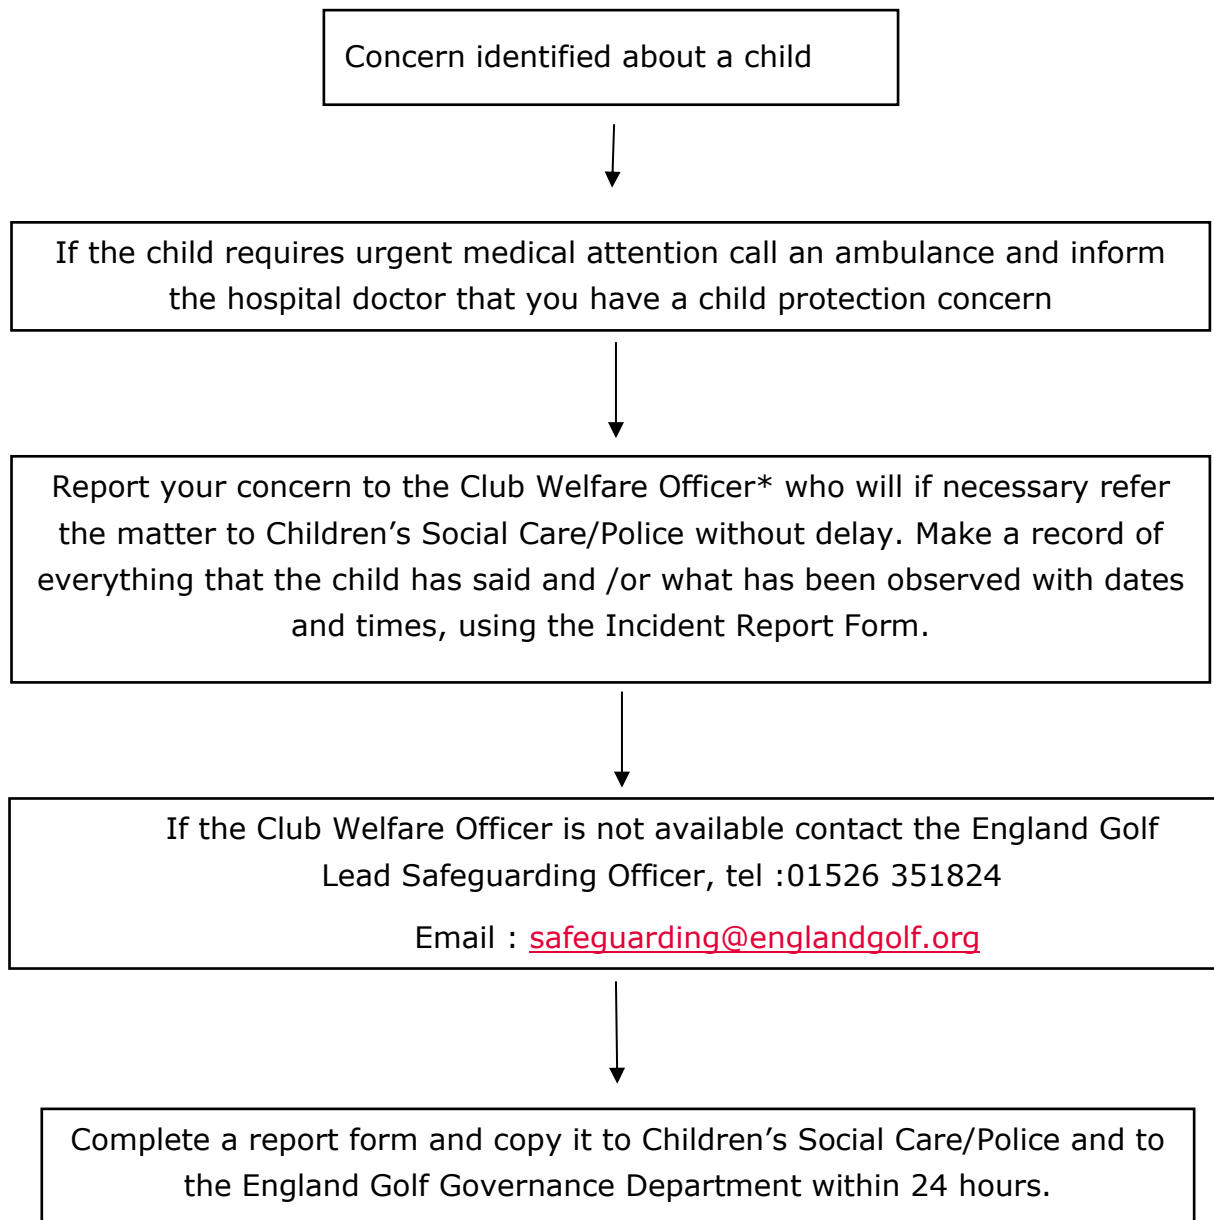 Concern identified about a child
If the child requires urgent medical attention call an ambulance and inform
the hospital doctor that you have a child protection concern
Report your concern to the Club Welfare Officer* who will if necessary refer
the matter to Children’s Social Care/Police without delay. Make a record of
everything that the child has said and /or what has been observed with dates
and times, using the Incident Report Form.
If the Club Welfare Officer is not available contact the England Golf
Lead Safeguarding Officer, tel :01526 351824
Email : safeguarding@englandgolf.org
Complete a report form and copy it to Children’s Social Care/Police and to
the England Golf Governance Department within 24 hours.